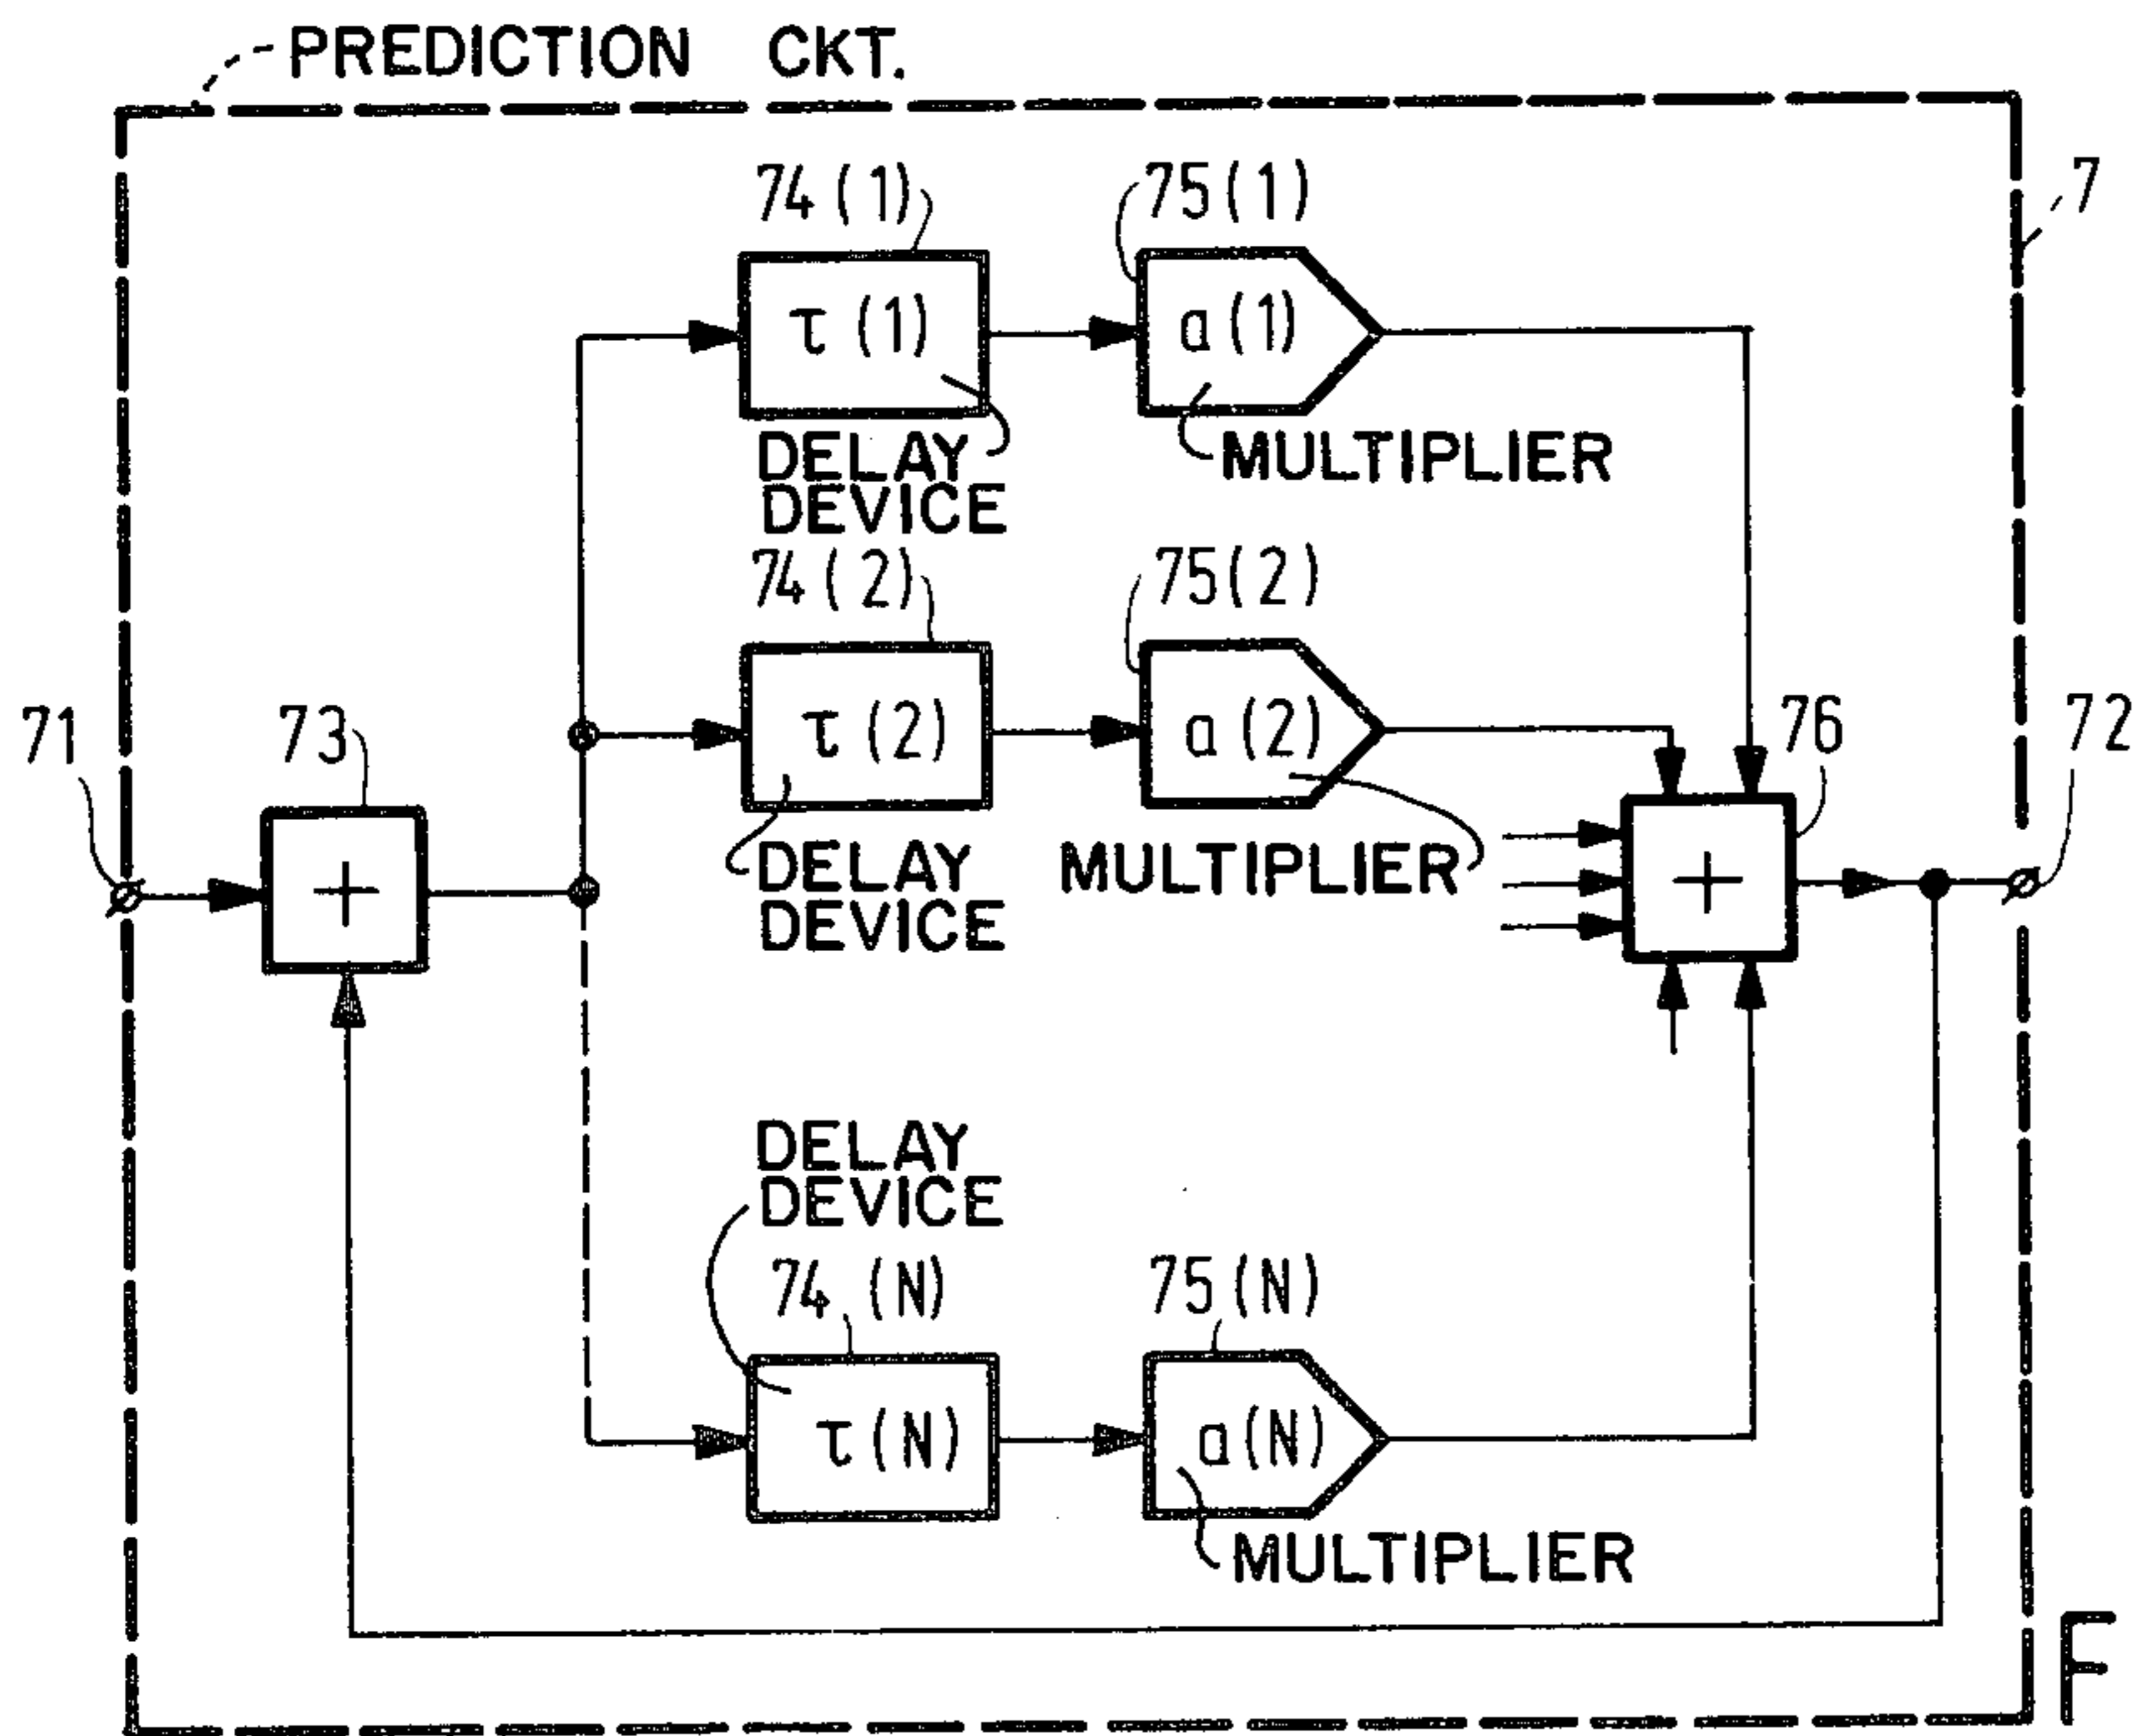 PREDICTION CKT.
7
74(1)
75(1)
τ(1)
a(1)
DELAY
DEVICE
MULTIPLIER
74(2)
75(2)
τ(2)
a(2)
71
73
76
72
+
+
DELAY
DEVICE
MULTIPLIER
DELAY
DEVICE
74(N)
75(N)
τ(N)
a(N)
MULTIPLIER
F